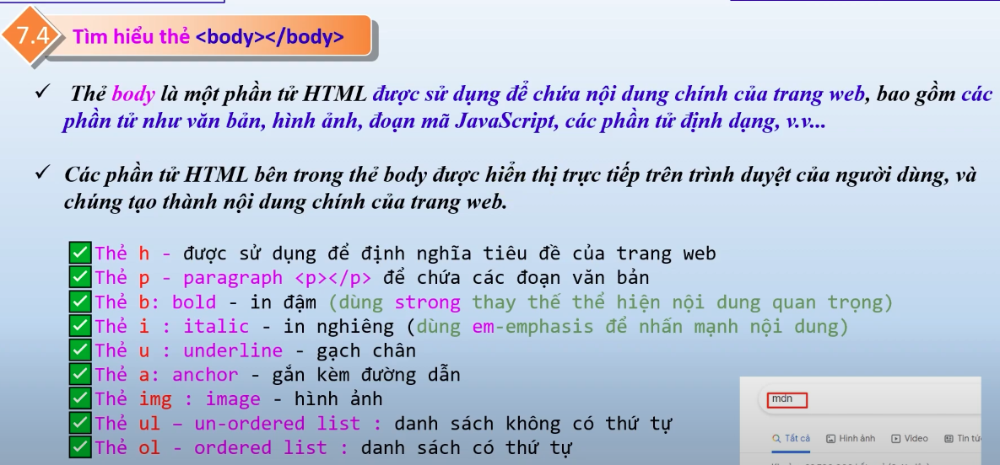 7.4 Tìm hiểu thẻ <body></body>
✓ Thẻ body là một phần tử HTML được sử dụng để chứa nội dung chính của trang web, bao gồm các
phần tử như văn bản, hình ảnh, đoạn mã JavaScript, các phần tử định dạng, v.v...
✓ Các phần tử HTML bên trong thẻ body được hiển thị trực tiếp trên trình duyệt của người dùng, và
chúng tạo thành nội dung chính của trang web.
✅Thẻ h - được sử dụng để định nghĩa tiêu đề của trang web
✅Thẻ p - paragraph <p></p> để chứa các đoạn văn bản
✅Thẻ b: bold - in đậm (dùng strong thay thế thể hiện nội dung quan trọng)
✅Thẻ i : italic - in nghiêng (dùng em-emphasis để nhấn mạnh nội dung)
✅Thẻ u : underline - gạch chân
✅Thẻ a: anchor - gắn kèm đường dẫn
✅Thẻ img : image - hình ảnh
✅Thẻ ul – un-ordered list : danh sách không có thứ tự
✅Thẻ ol - ordered list : danh sách có thứ tự
mdn
Tất cả Hình ảnh Video Tin